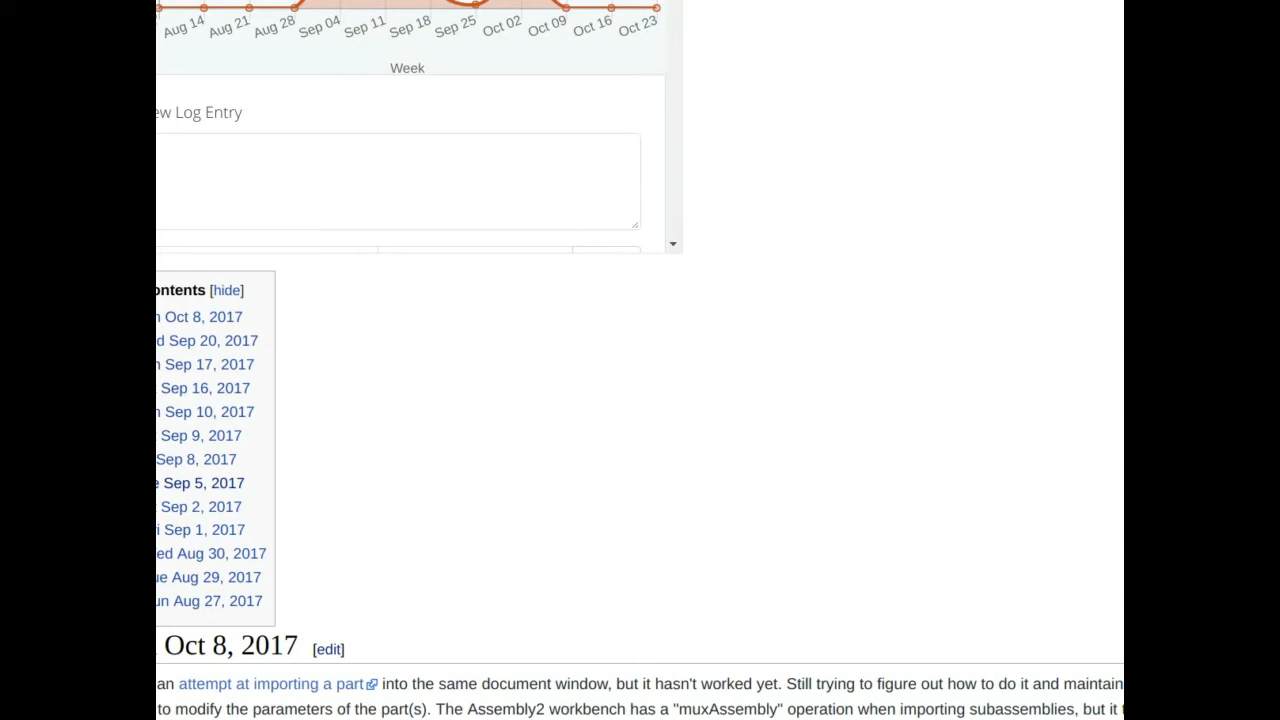 Aug 14 Aug 21 Aug 28 Sep 04 Sep 11 Sep 18 Sep 25 Oct 02 Oct 09 Oct 16 Oct 23
Week
ew Log Entry
ontents [hide]
n Oct 8, 2017
d Sep 20, 2017
n Sep 17, 2017
Sep 16, 2017
n Sep 10, 2017
Sep 9, 2017
Sep 8, 2017
e Sep 5, 2017
Sep 2, 2017
i Sep 1, 2017
ed Aug 30, 2017
ue Aug 29, 2017
un Aug 27, 2017
Oct 8, 2017 [edit]
an attempt at importing a part into the same document window, but it hasn't worked yet. Still trying to figure out how to do it and maintain
to modify the parameters of the part(s). The Assembly2 workbench has a "muxAssembly" operation when importing subassemblies, but it